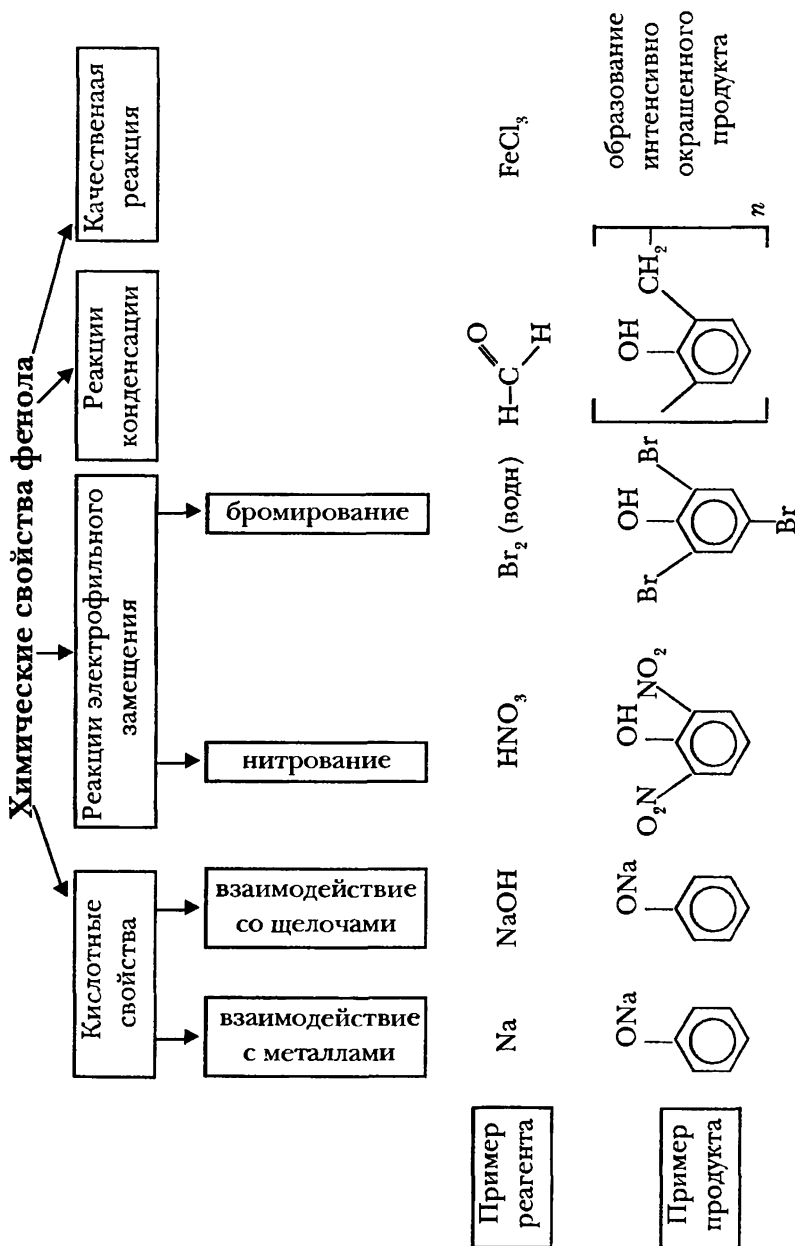 Химические свойства фенола
Кислотные
свойства
Реакции электрофильного
замещения
Реакции
конденсации
Качественаая
реакция
взаимодействие
с металлами
взаимодействие
со щелочами
нитрование
бромирование
Пример
реагента
Na
NaOH
HNO₃
Br₂ (водн)
H–C
O
H
FeCl₃
Пример
продукта
ONa
ONa
O₂N
OH
NO₂
Br
OH
Br
Br
OH
CH₂
n
образование
интенсивно
окрашенного
продукта